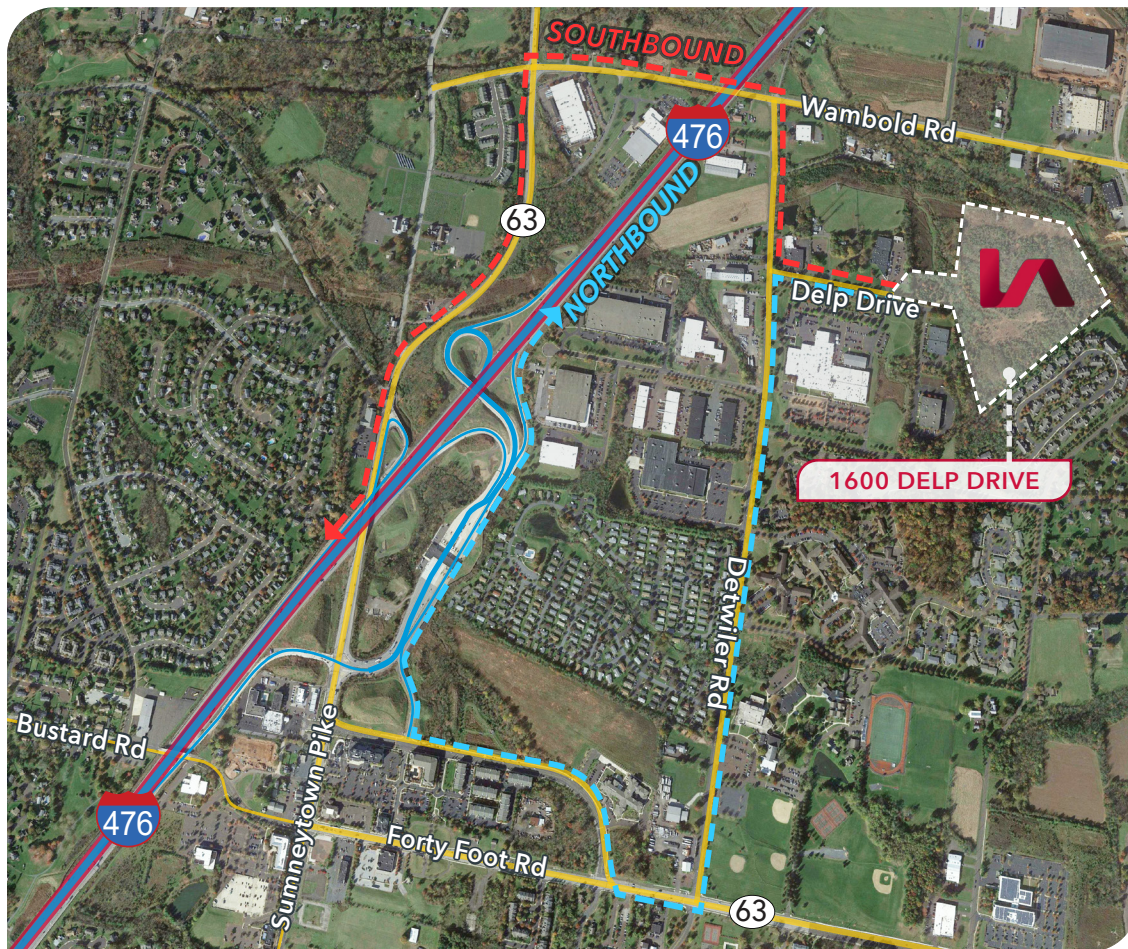 SOUTHBOUND
476
Wambold Rd
63
NORTHBOUND
Delp Drive
1600 DELP DRIVE
Detwiler Rd
Bustard Rd
Sumneytown Pike
476
Forty Foot Rd
63